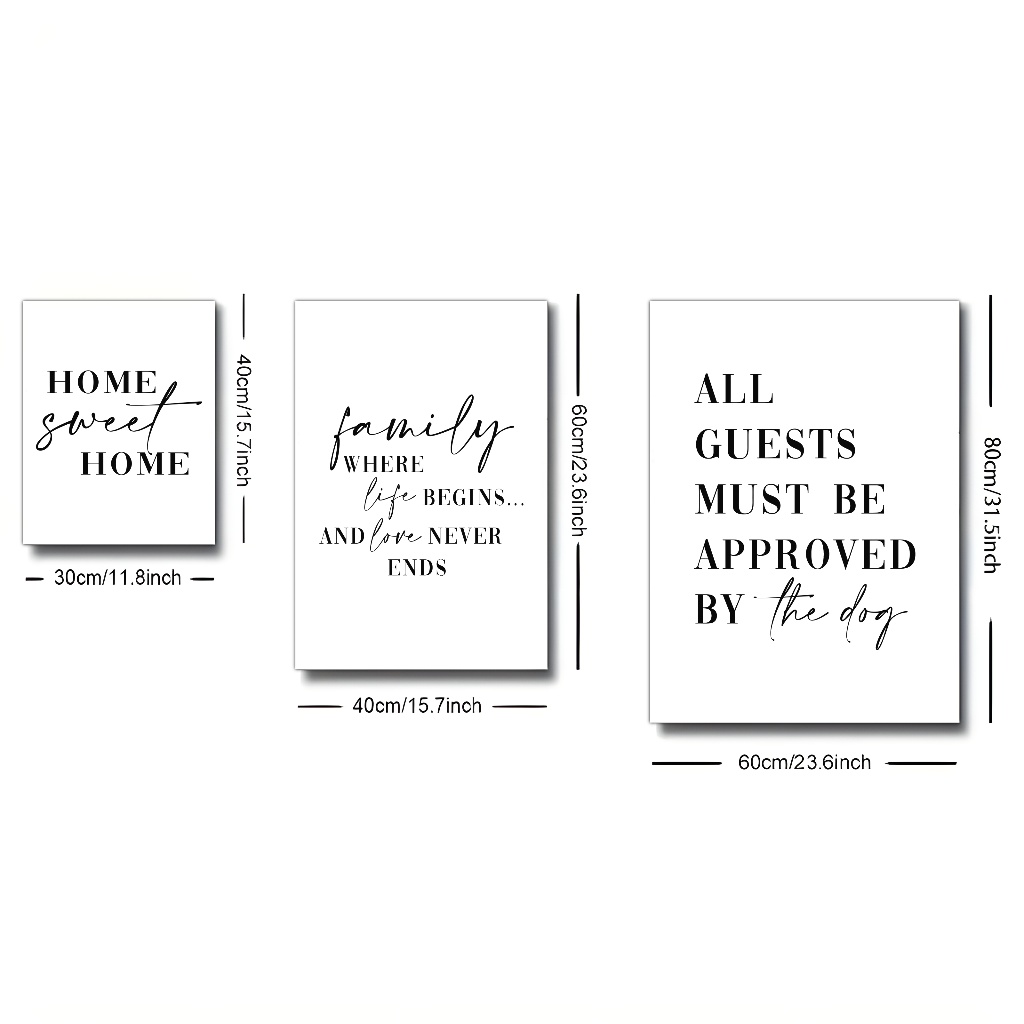 HOME
sweet
HOME
40cm/15.7inch
30cm/11.8inch
family
WHERE
life BEGINS...
AND love NEVER
ENDS
60cm/23.6inch
40cm/15.7inch
ALL
GUESTS
MUST BE
APPROVED
BY the dog
80cm/31.5inch
60cm/23.6inch